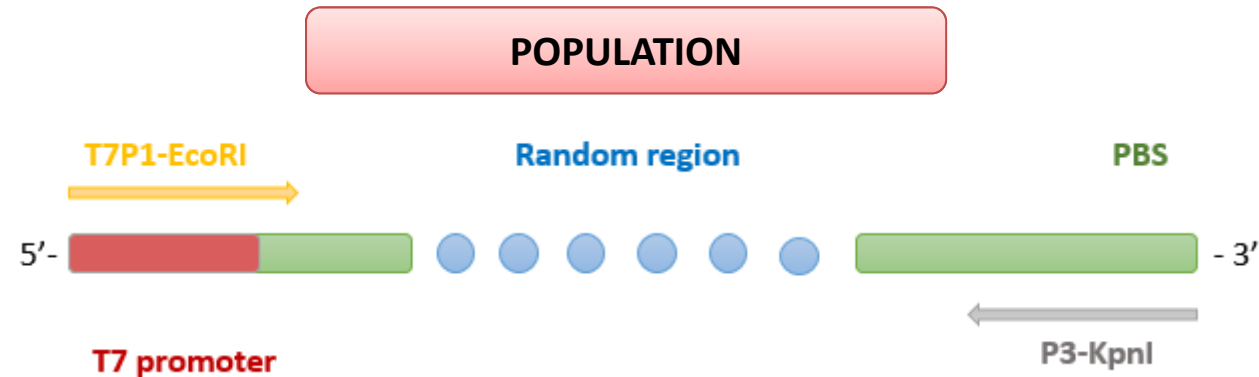 POPULATION
T7P1-EcoRI
Random region
PBS
5’-
- 3’
T7 promoter
P3-KpnI